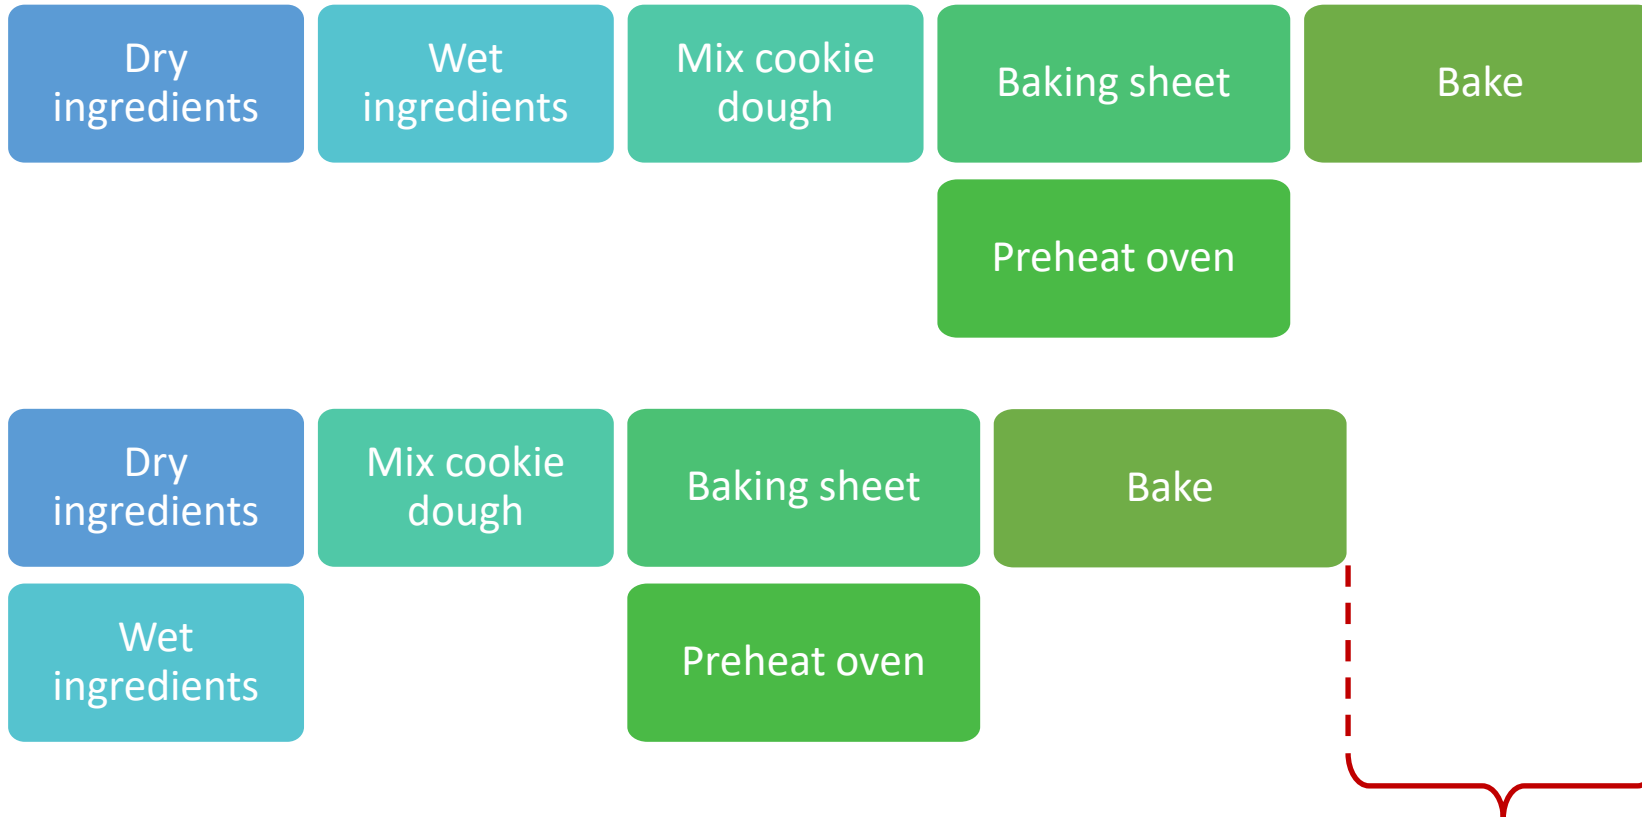 Dry
ingredients
Wet
ingredients
Mix cookie
dough
Baking sheet
Bake
Preheat oven
Dry
ingredients
Mix cookie
dough
Baking sheet
Bake
Wet
ingredients
Preheat oven